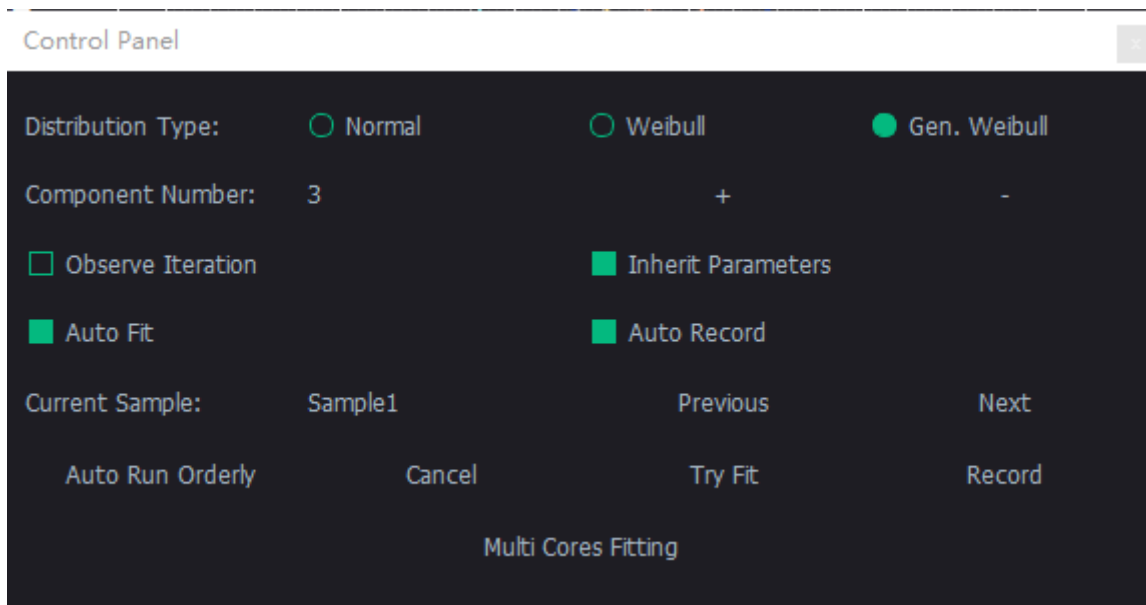 Control Panel
x
Distribution Type: Normal Weibull Gen. Weibull
Component Number: 3 + -
Observe Iteration Inherit Parameters
Auto Fit Auto Record
Current Sample: Sample1 Previous Next
Auto Run Orderly Cancel Try Fit Record
Multi Cores Fitting